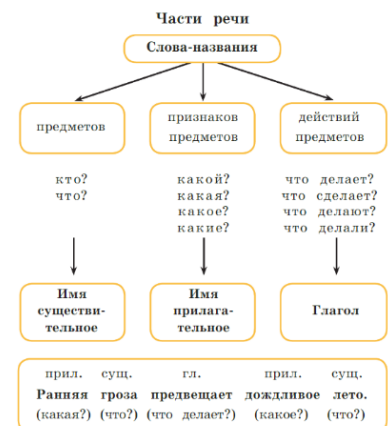 Части речи
Слова-названия
предметов
признаков
предметов
действий
предметов
кто?
что?
какой?
какая?
какое?
какие?
что делает?
что сделает?
что делают?
что делали?
Имя
существи-
тельное
Имя
прилага-
тельное
Глагол
прил. сущ. гл. прил. сущ.
Ранняя гроза предвещает дождливое лето.
(какая?) (что?) (что делает?) (какое?) (что?)